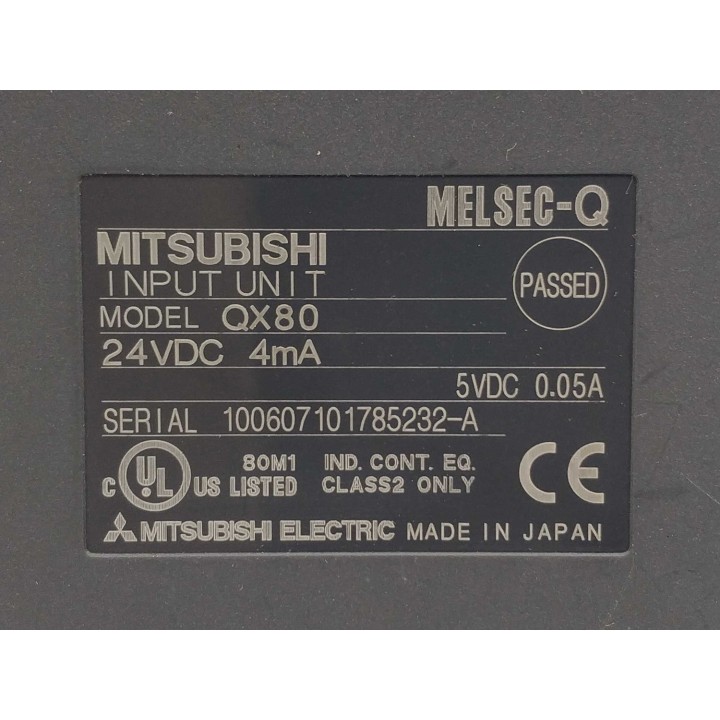 MELSEC-Q
MITSUBISHI
INPUT UNIT
PASSED
MODEL QX80
24VDC 4mA
5VDC 0.05A
SERIAL 100607101785232-A
C UL US LISTED 80M1 IND. CONT. EQ. CLASS2 ONLY CE
MITSUBISHI ELECTRIC MADE IN JAPAN